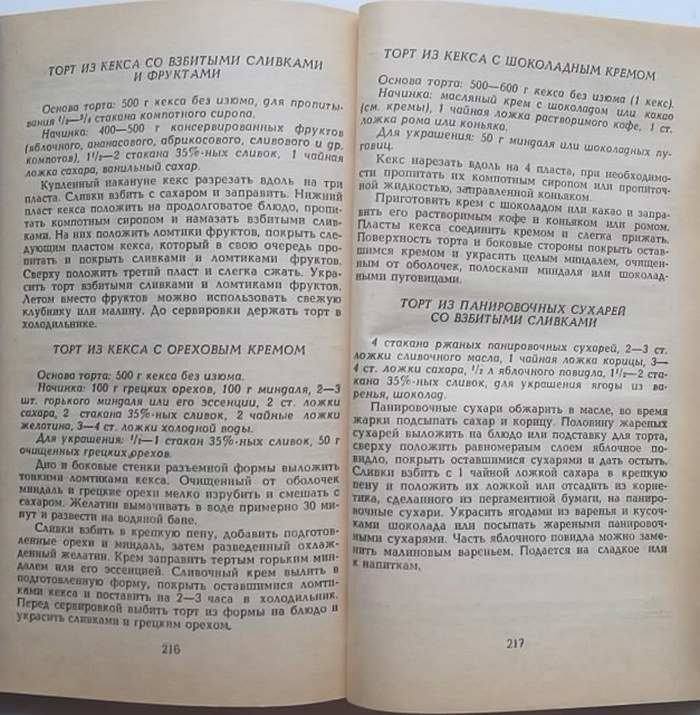 ТОРТ ИЗ КЕКСА СО ВЗБИТЫМИ СЛИВКАМИ
И ФРУКТАМИ
Основа торта: 500 г кекса без изюма, для пропиты-
вания ½—¾ стакана компотного сиропа.
Начинка: 400—500 г консервированных фруктов
(яблочного, ананасового, абрикосового, сливового и др.
компотов), 1½—2 стакана 35%-ных сливок, 1 чайная
ложка сахара, ванильный сахар.
Купленный накануне кекс разрезать вдоль на три
пласта. Сливки взбить с сахаром и заправить. Нижний
пласт кекса положить на продолговатое блюдо, пропи-
тать компотным сиропом и намазать взбитыми слив-
ками. На них положить ломтики фруктов, покрыть сле-
дующим пластом кекса, который в свою очередь про-
питать и покрыть сливками и ломтиками фруктов.
Сверху положить третий пласт и слегка сжать. Укра-
сить торт взбитыми сливками и ломтиками фруктов.
Летом вместо фруктов можно использовать свежую
клубнику или малину. До сервировки держать торт в
холодильнике.
ТОРТ ИЗ КЕКСА С ОРЕХОВЫМ КРЕМОМ
Основа торта: 500 г кекса без изюма.
Начинка: 100 г грецких орехов, 100 г миндаля, 2—3
шт. горького миндаля или его эссенции, 2 ст. ложки
сахара, 2 стакана 35%-ных сливок, 2 чайные ложки
желатина, 3—4 ст. ложки холодной воды.
Для украшения: ½—1 стакан 35%-ных сливок, 50 г
очищенных грецких орехов.
Дно и боковые стенки разъемной формы выложить
тонкими ломтиками кекса. Очищенный от оболочек
миндаль и грецкие орехи мелко изрубить и смешать с
сахаром. Желатин вымачивать в воде примерно 30 ми-
нут и развести на водяной бане.
Сливки взбить в крепкую пену, добавить подготов-
ленные орехи и миндаль, затем разведенный охлаж-
денный желатин. Крем заправить тертым горьким мин-
далем или его эссенцией. Сливочный крем вылить в
подготовленную форму, покрыть оставшимися ломти-
ками кекса и поставить на 2—3 часа в холодильник.
Перед сервировкой выбить торт из формы на блюдо и
украсить сливками и грецким орехом.
216
ТОРТ ИЗ КЕКСА С ШОКОЛАДНЫМ КРЕМОМ
Основа торта: 500—600 г кекса без изюма (1 кекс).
Начинка: масляный крем с шоколадом или какао
(см. кремы), 1 чайная ложка растворимого кофе, 1 ст.
ложка рома или коньяка.
Для украшения: 50 г миндаля или шоколадных пу-
говиц.
Кекс нарезать вдоль на 4 пласта, при необходимо-
сти пропитать их компотным сиропом или пропиточ-
ной жидкостью, заправленной коньяком.
Приготовить крем с шоколадом или какао и запра-
вить его растворимым кофе и коньяком или ромом.
Пласты кекса соединить кремом и слегка прижать.
Поверхность торта и боковые стороны покрыть остав-
шимся кремом и украсить целым миндалем, очищен-
ным от оболочек, полосками миндаля или шоколад-
ными пуговицами.
ТОРТ ИЗ ПАНИРОВОЧНЫХ СУХАРЕЙ
СО ВЗБИТЫМИ СЛИВКАМИ
4 стакана ржаных панировочных сухарей, 2—3 ст.
ложки сливочного масла, 1 чайная ложка корицы, 3—
4 ст. ложки сахара, ½ л яблочного повидла, 1½—2 ста-
кана 35%-ных сливок, для украшения ягоды из ва-
ренья, шоколад.
Панировочные сухари обжарить в масле, во время
жарки подсыпать сахар и корицу. Половину жареных
сухарей выложить на блюдо или подставку для торта,
сверху положить равномерным слоем яблочное по-
видло, покрыть оставшимися сухарями и дать остыть.
Сливки взбить с 1 чайной ложкой сахара в крепкую
пену и положить их ложкой или отсадить из корне-
тика, сделанного из пергаментной бумаги, на паниро-
вочные сухари. Украсить ягодами из варенья и кусоч-
ками шоколада или посыпать жареными панировоч-
ными сухарями. Часть яблочного повидла можно заме-
нить малиновым вареньем. Подается на сладкое или
к напиткам.
217